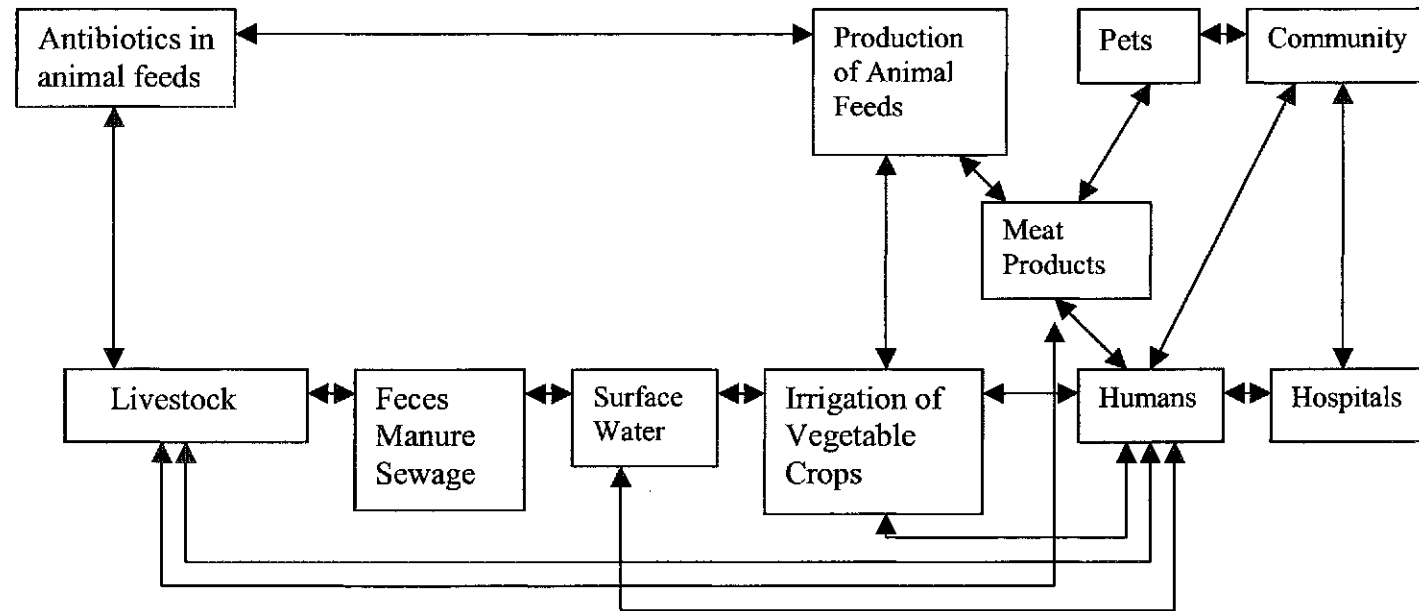 Antibiotics in
animal feeds
Production
of Animal
Feeds
Pets
Community
Meat
Products
Livestock
Feces
Manure
Sewage
Surface
Water
Irrigation of
Vegetable
Crops
Humans
Hospitals